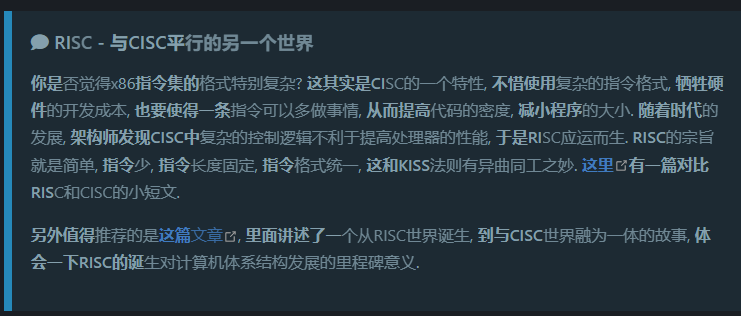 RISC - 与CISC平行的另一个世界
你是否觉得x86指令集的格式特别复杂? 这其实是CISC的一个特性, 不惜使用复杂的指令格式, 牺牲硬
件的开发成本, 也要使得一条指令可以多做事情, 从而提高代码的密度, 减小程序的大小. 随着时代的
发展, 架构师发现CISC中复杂的控制逻辑不利于提高处理器的性能, 于是RISC应运而生. RISC的宗旨
就是简单, 指令少, 指令长度固定, 指令格式统一, 这和KISS法则有异曲同工之妙. 这里有一篇对比
RISC和CISC的小短文.
另外值得推荐的是这篇文章, 里面讲述了一个从RISC世界诞生, 到与CISC世界融为一体的故事, 体
会一下RISC的诞生对计算机体系结构发展的里程碑意义.